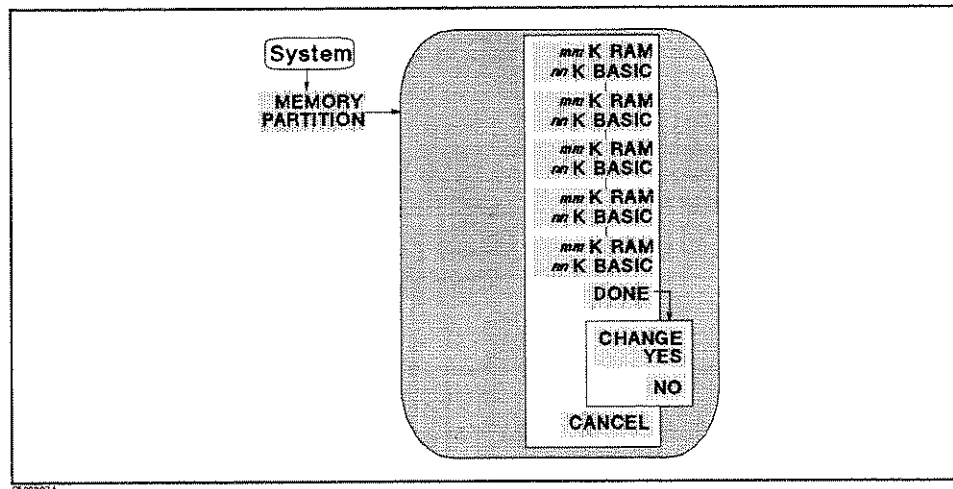 System
MEMORY
PARTITION
mm K RAM
nn K BASIC
mm K RAM
nn K BASIC
mm K RAM
nn K BASIC
mm K RAM
nn K BASIC
mm K RAM
nn K BASIC
DONE
CHANGE
YES
NO
CANCEL